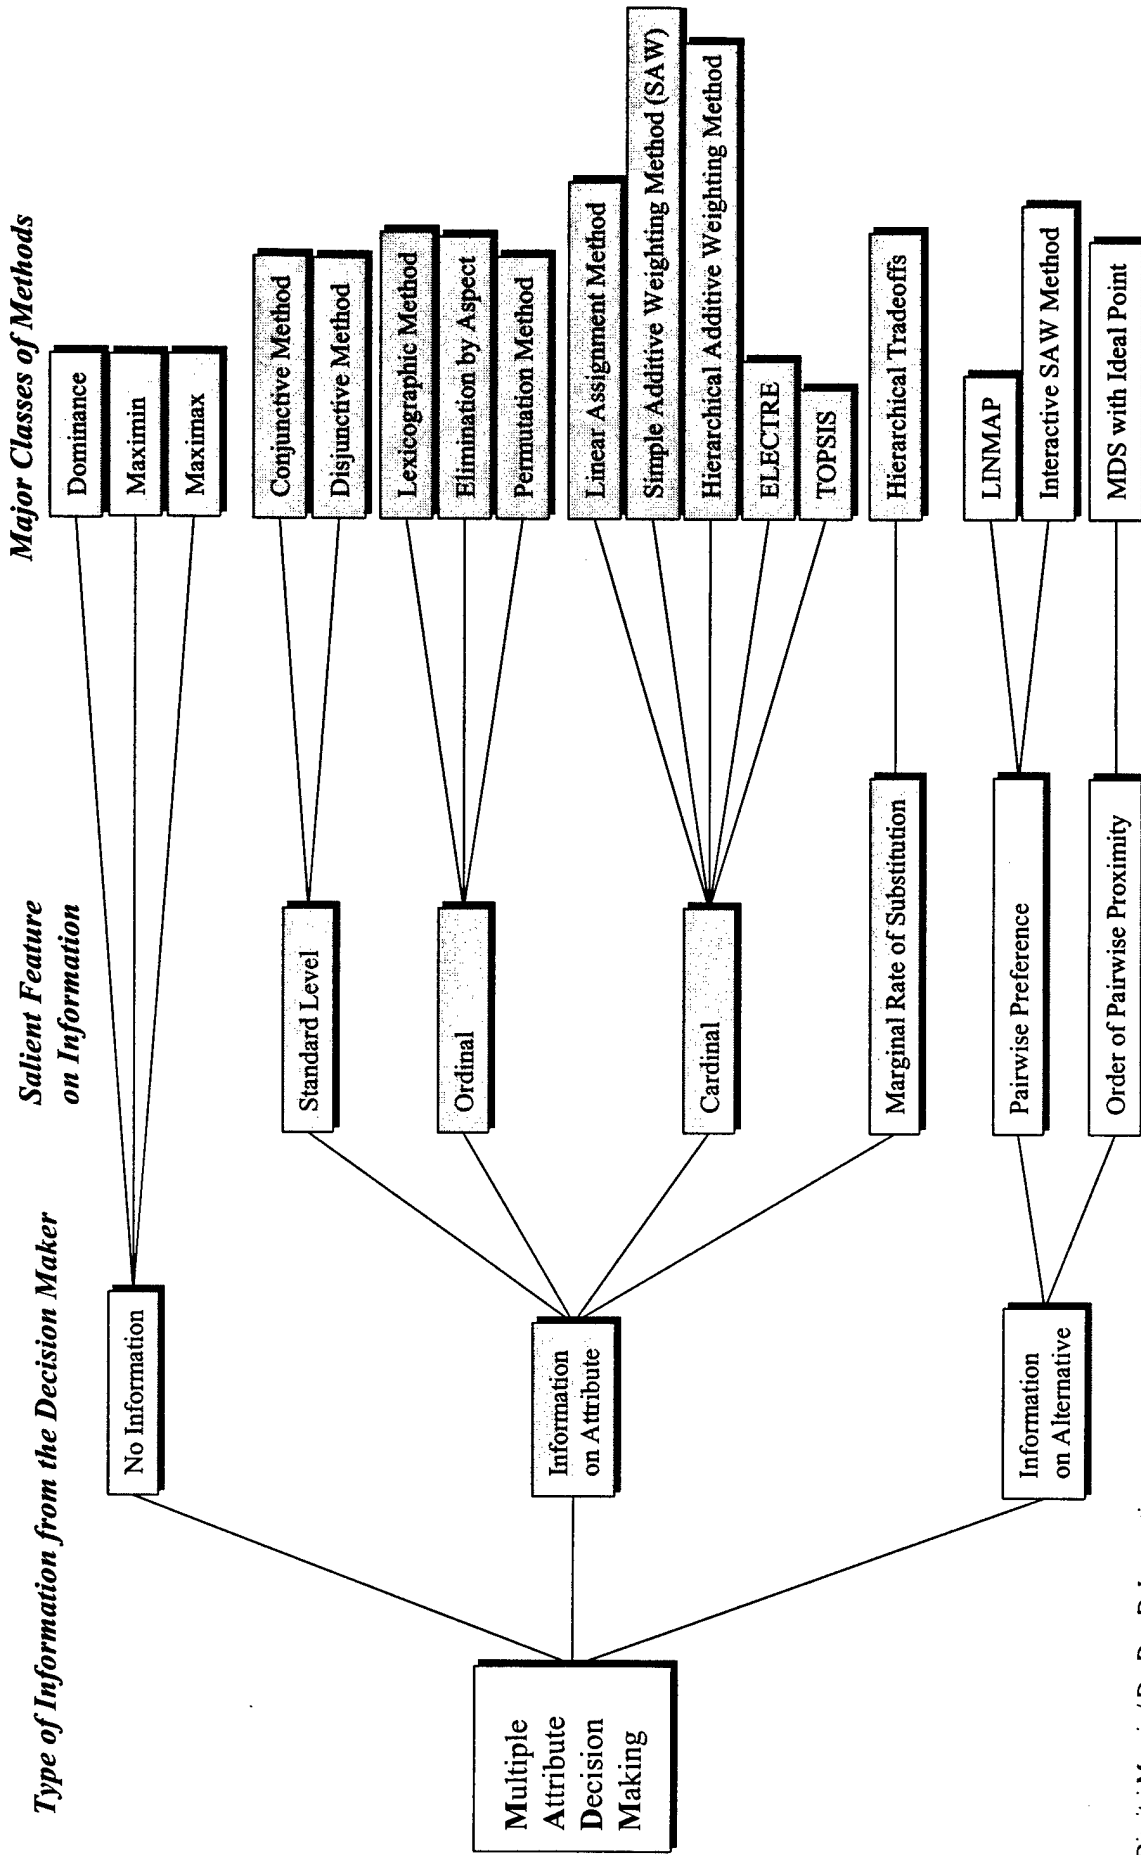 Type of Information from the Decision Maker
Salient Feature
on Information
Major Classes of Methods
Multiple
Attribute
Decision
Making
No Information
Dominance
Maximin
Maximax
Information
on Attribute
Standard Level
Conjunctive Method
Disjunctive Method
Ordinal
Lexicographic Method
Elimination by Aspect
Permutation Method
Cardinal
Linear Assignment Method
Simple Additive Weighting Method (SAW)
Hierarchical Additive Weighting Method
ELECTRE
TOPSIS
Marginal Rate of Substitution
Hierarchical Tradeoffs
Information
on Alternative
Pairwise Preference
LINMAP
Interactive SAW Method
Order of Pairwise Proximity
MDS with Ideal Point